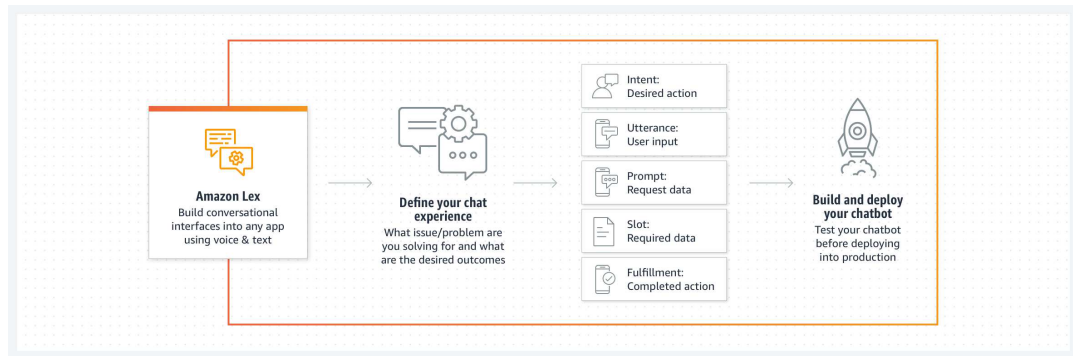 Amazon Lex
Build conversational
interfaces into any app
using voice & text
Define your chat
experience
What issue/problem are
you solving for and what
are the desired outcomes
Intent:
Desired action
Utterance:
User input
Prompt:
Request data
Slot:
Required data
Fulfillment:
Completed action
Build and deploy
your chatbot
Test your chatbot
before deploying
into production